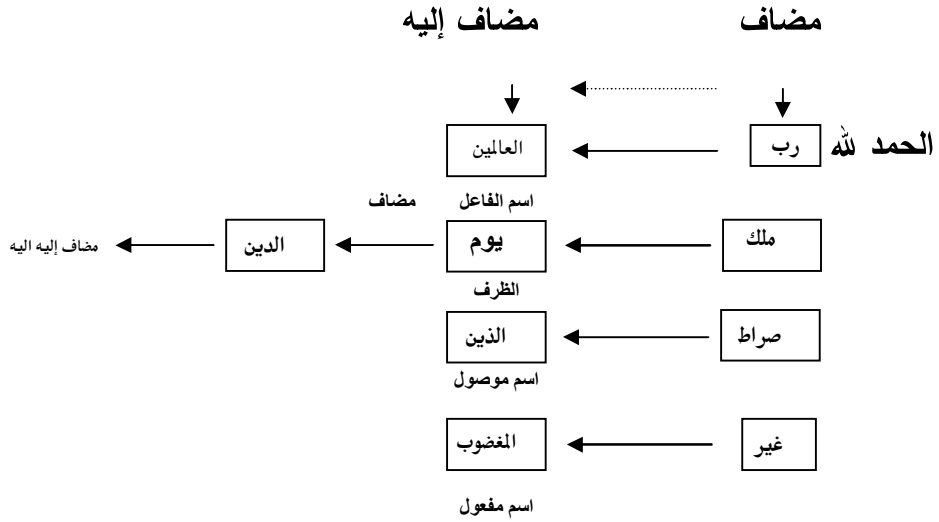 مضاف مضاف إليه
الحمد لله رب العالمين
اسم الفاعل مضاف
ملك يوم الدين مضاف إليه اليه
الظرف
صراط الذين
اسم موصول
غير المغضوب
اسم مفعول